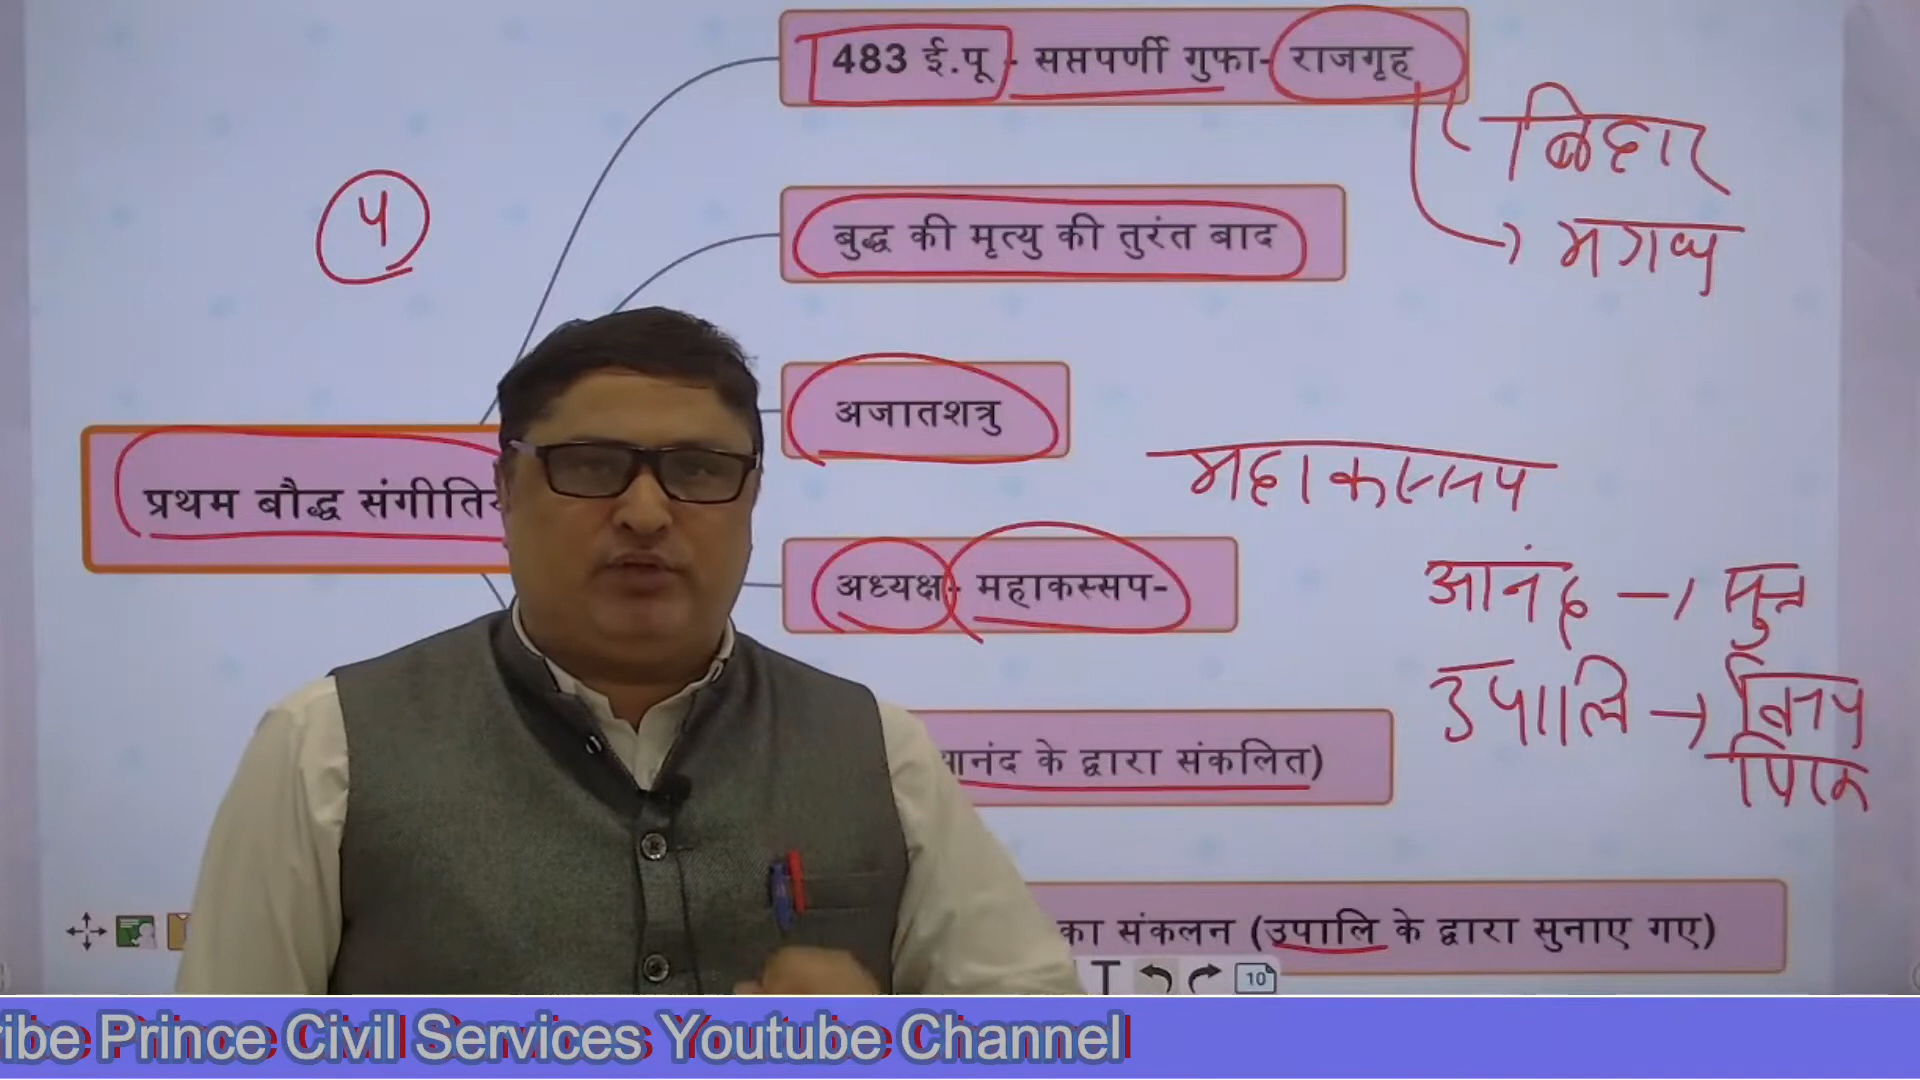 483 ई.पू - सप्तपर्णी गुफा- राजगृह
बिहार
4
बुद्ध की मृत्यु की तुरंत बाद
मगध
अजातशत्रु
महाकस्सप
प्रथम बौद्ध
अध्यक्ष- महाकस्सप-
आनंद →
उपालि → विनय
पिटक
आनंद के द्वारा संकलित)
का संकलन (उपालि के द्वारा सुनाए गए)
T 10
Prince Civil Services Youtube Channel